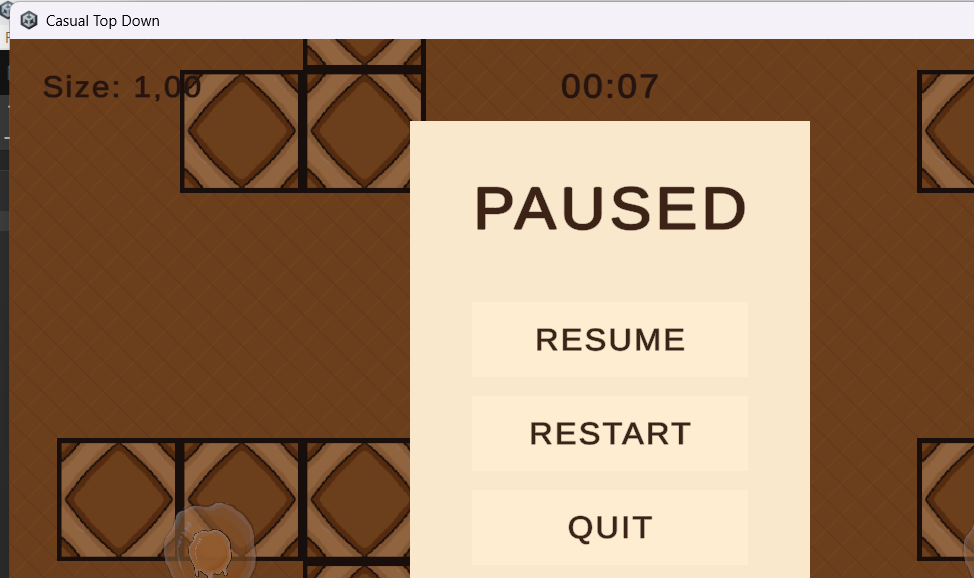 Casual Top Down
Size: 1,00
00:07
PAUSED
RESUME
RESTART
QUIT